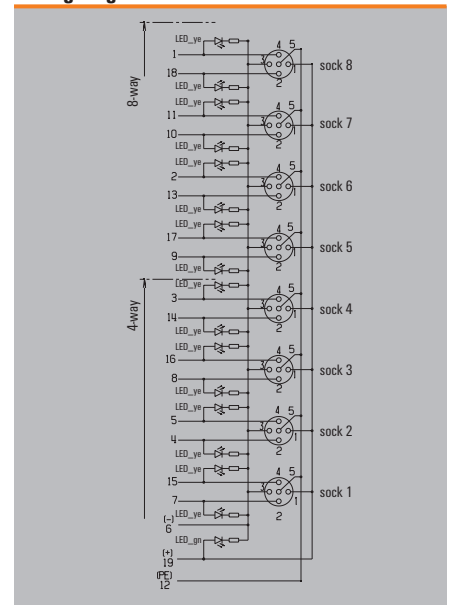 LED_ye
4 5
1
3 1
sock 8
18
2
8-way
LED_ye
LED_ye
4 5
11
3 1
sock 7
10
2
LED_ye
LED_ye
4 5
2
3 1
sock 6
13
2
LED_ye
LED_ye
4 5
17
3 1
sock 5
9
2
LED_ye
LED_ye
4 5
3
3 1
sock 4
14
2
4-way
LED_ye
LED_ye
4 5
16
3 1
sock 3
8
2
LED_ye
LED_ye
4 5
5
3 1
sock 2
4
2
LED_ye
LED_ye
4 5
15
3 1
sock 1
7
2
LED_ye
(-)
6
LED_gn
(+)
19
(PE)
12